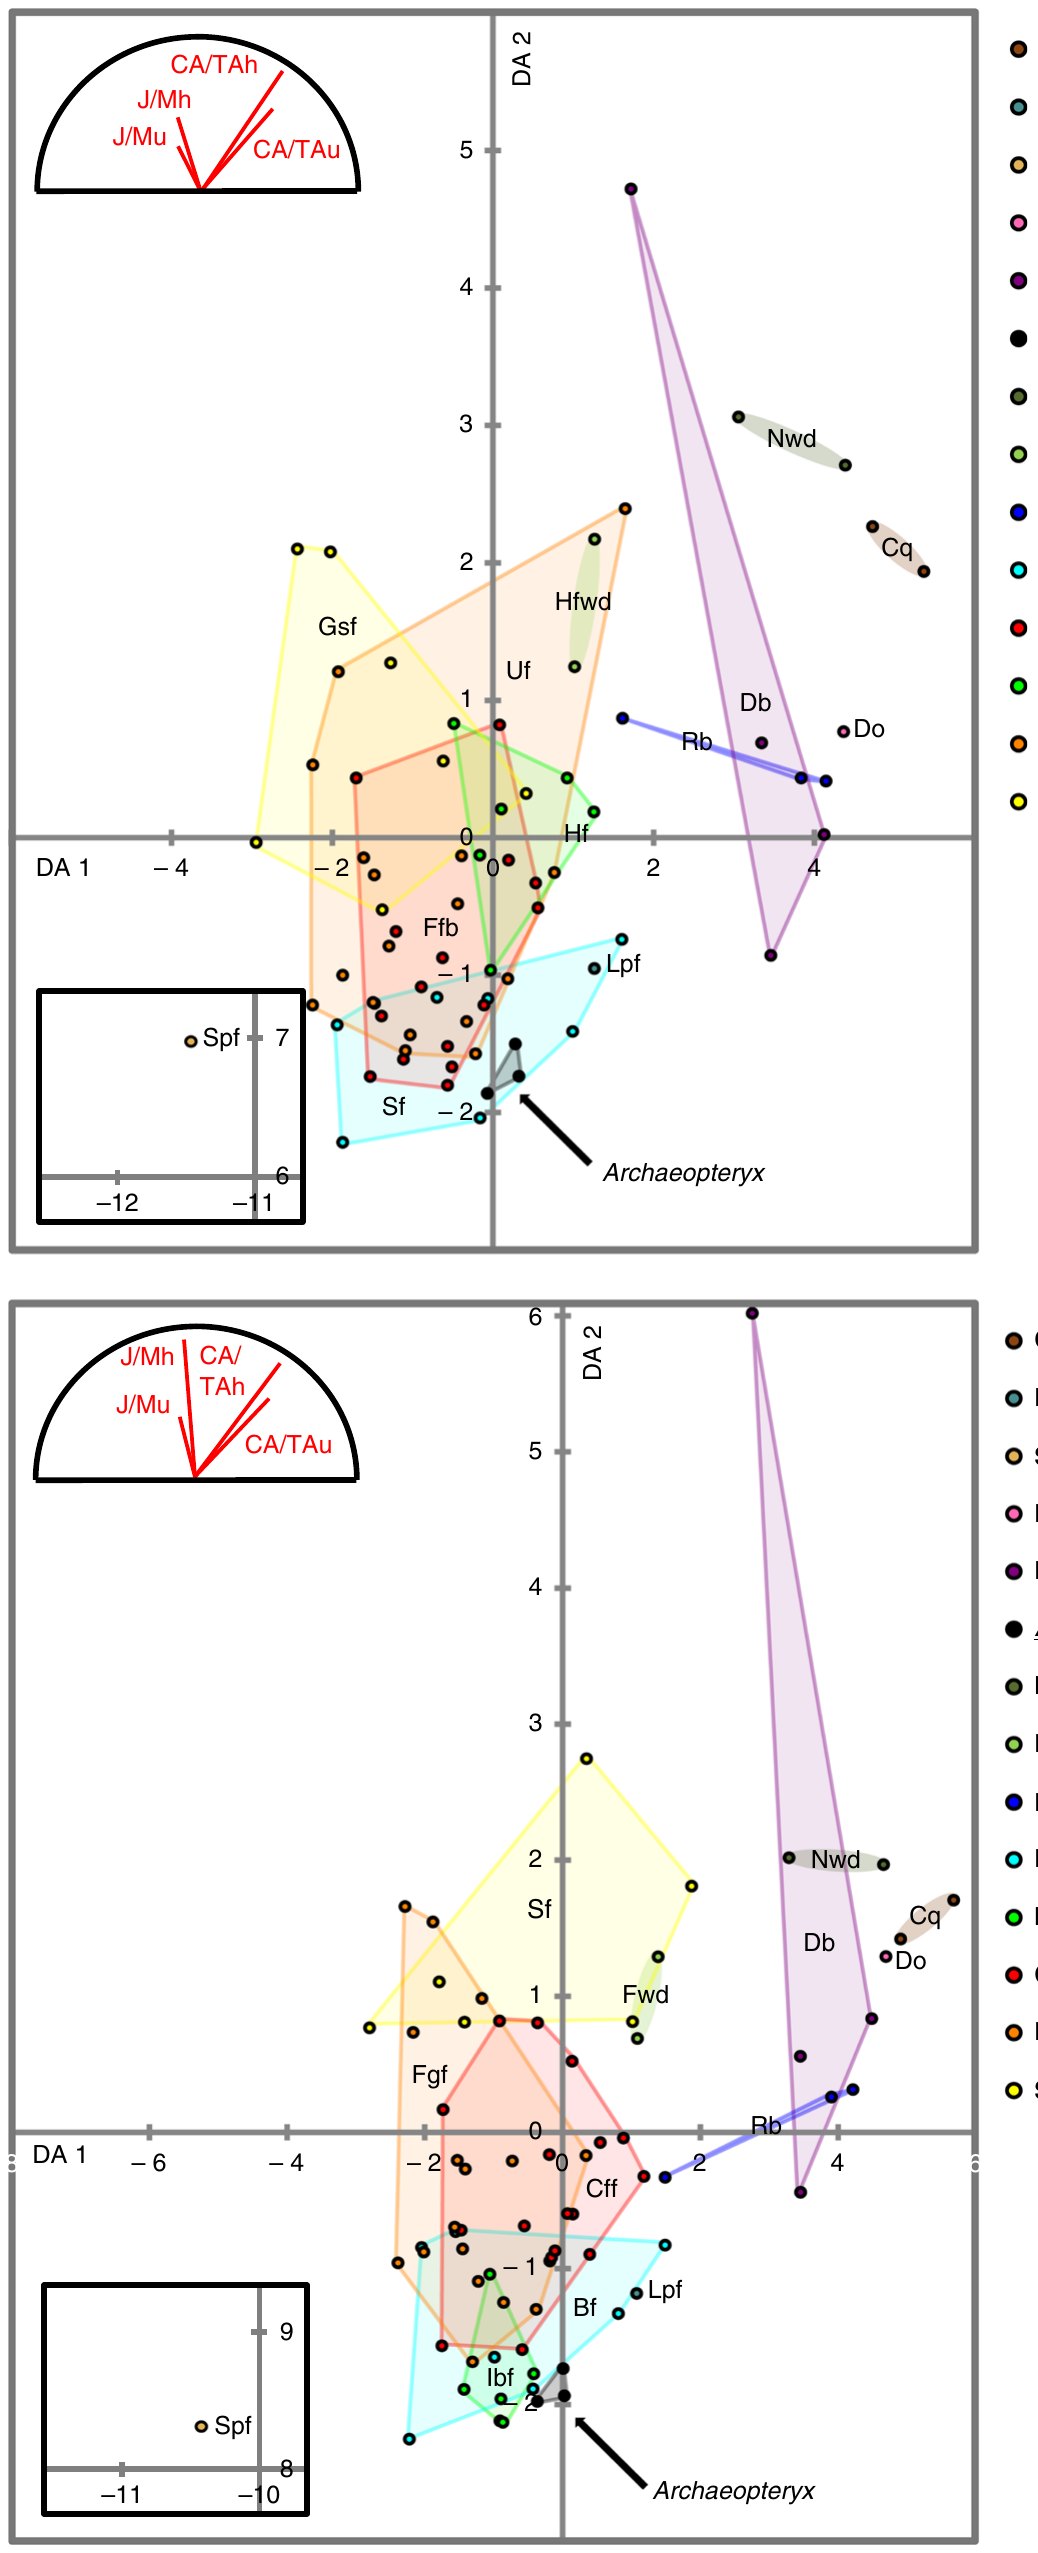 DA 2
CA/TAh
J/Mh
J/Mu
CA/TAu
5
4
3
Nwd
Cq
2
Hfwd
Gsf
Uf
1
Db
Do
Rb
0
Hf
DA 1
– 4
– 2
0
2
4
Ffb
– 1
Lpf
Spf
7
Sf
– 2
Archaeopteryx
6
–12
–11
6
DA 2
J/Mh
CA/
TAh
J/Mu
CA/TAu
5
4
3
2
Nwd
Sf
Cq
Db
Do
1
Fwd
Fgf
0
Rb
DA 1
– 6
– 4
– 2
0
2
4
6
Cff
– 1
Lpf
Bf
9
Ibf
– 2
Spf
Archaeopteryx
8
–11
–10